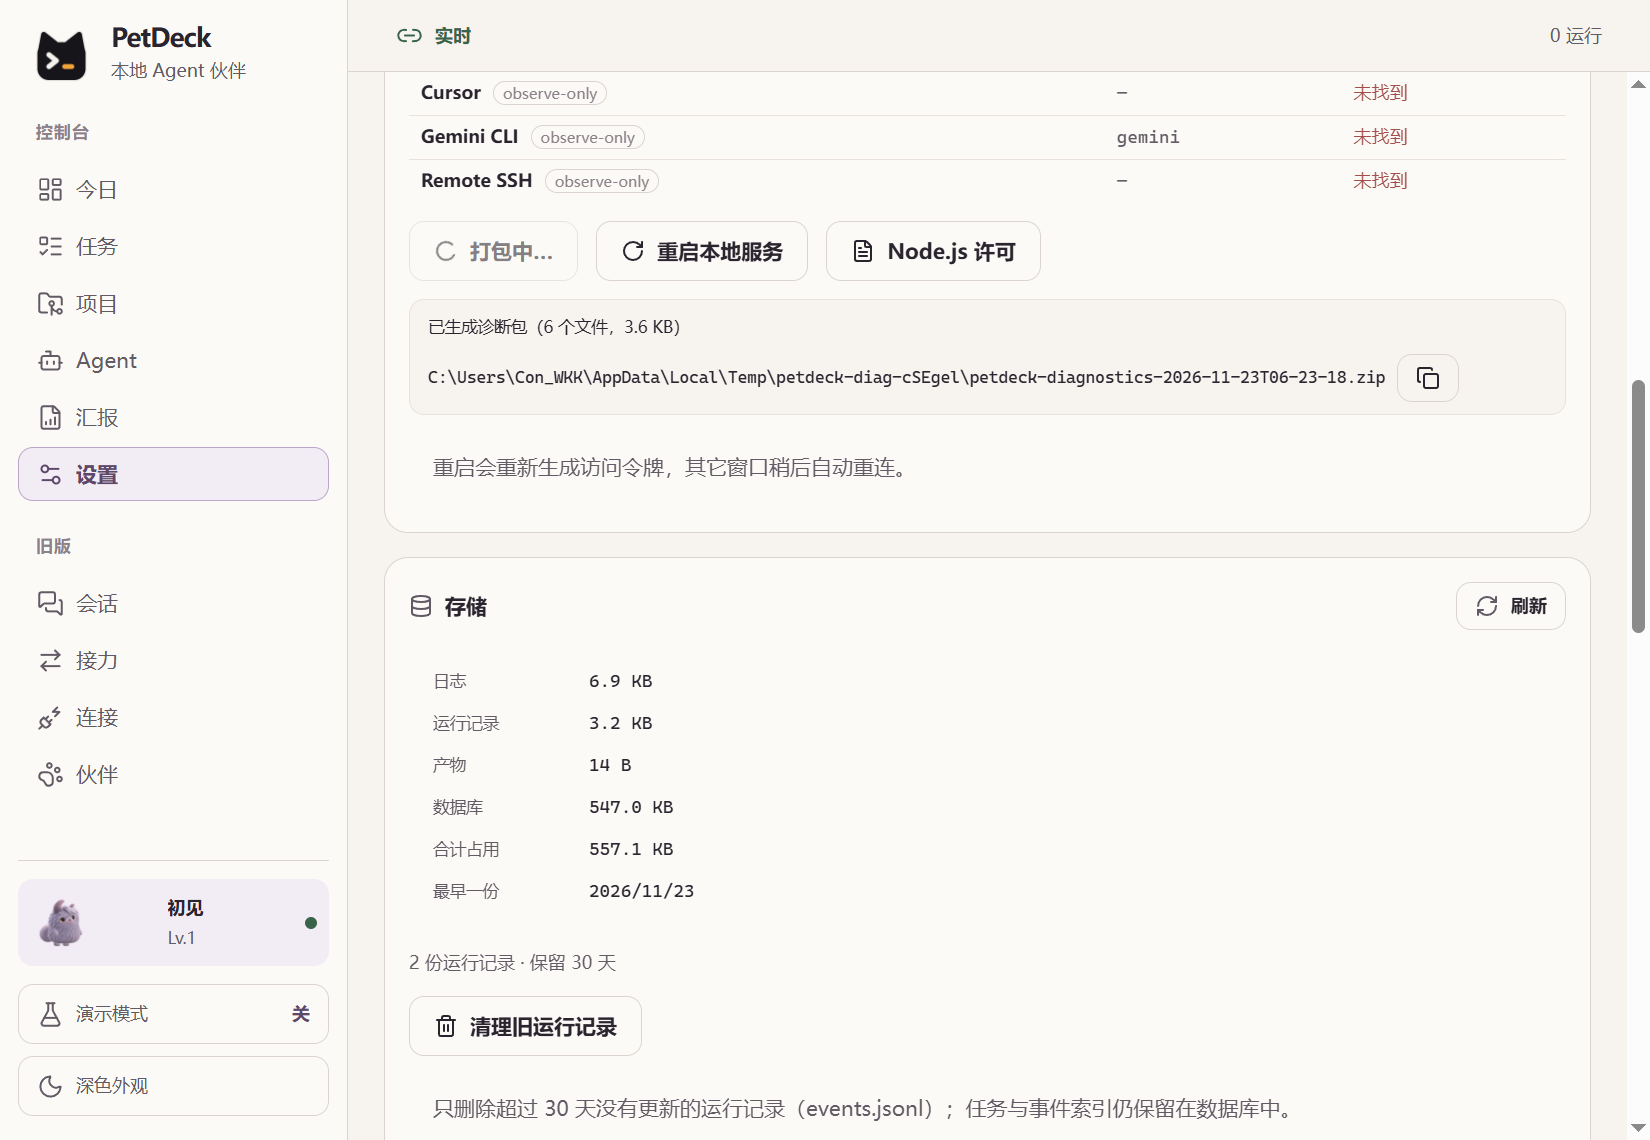 PetDeck
本地 Agent 伙伴
控制台
今日
任务
项目
Agent
汇报
设置
旧版
会话
接力
连接
伙伴
初见
Lv.1
演示模式 关
深色外观
实时 0 运行
Cursor observe-only – 未找到
Gemini CLI observe-only gemini 未找到
Remote SSH observe-only – 未找到
打包中... 重启本地服务 Node.js 许可
已生成诊断包（6 个文件，3.6 KB）
C:\Users\Con_WKK\AppData\Local\Temp\petdeck-diag-cSEgel\petdeck-diagnostics-2026-11-23T06-23-18.zip
重启会重新生成访问令牌，其它窗口稍后自动重连。
存储 刷新
日志 6.9 KB
运行记录 3.2 KB
产物 14 B
数据库 547.0 KB
合计占用 557.1 KB
最早一份 2026/11/23
2 份运行记录 · 保留 30 天
清理旧运行记录
只删除超过 30 天没有更新的运行记录（events.jsonl）；任务与事件索引仍保留在数据库中。